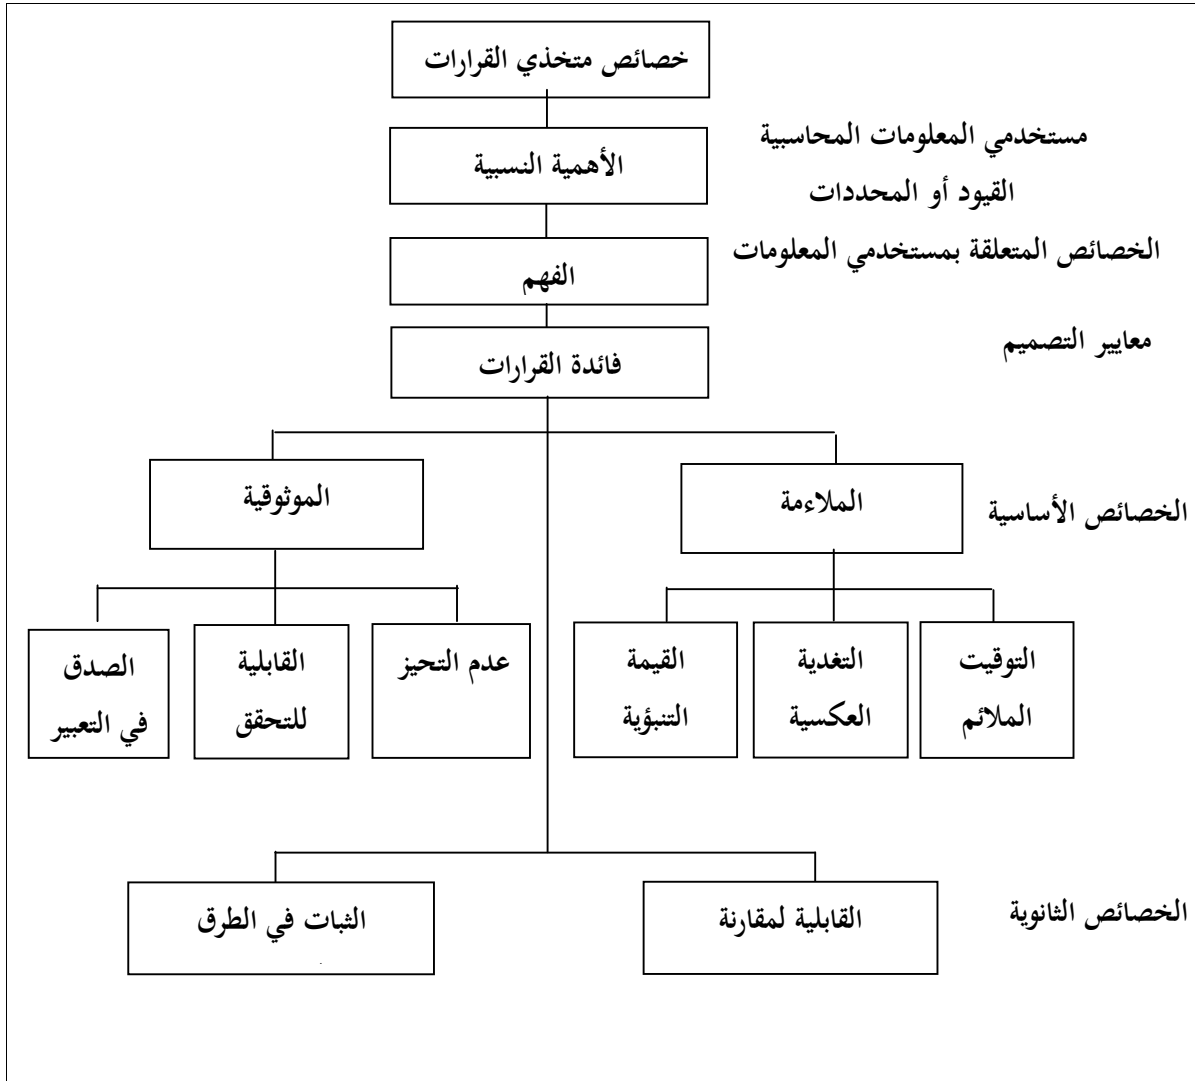 خصائص متخذي القرارات
مستخدمي المعلومات المحاسبية
الأهمية النسبية
القيود أو المحددات
الخصائص المتعلقة بمستخدمي المعلومات
الفهم
معايير التصميم
فائدة القرارات
الخصائص الأساسية
الملاءمة
الموثوقية
التوقيت
الملائم
التغدية
العكسية
القيمة
التنبؤية
عدم التحيز
القابلية
للتحقق
الصدق
في التعبير
الخصائص الثانوية
القابلية لمقارنة
الثبات في الطرق